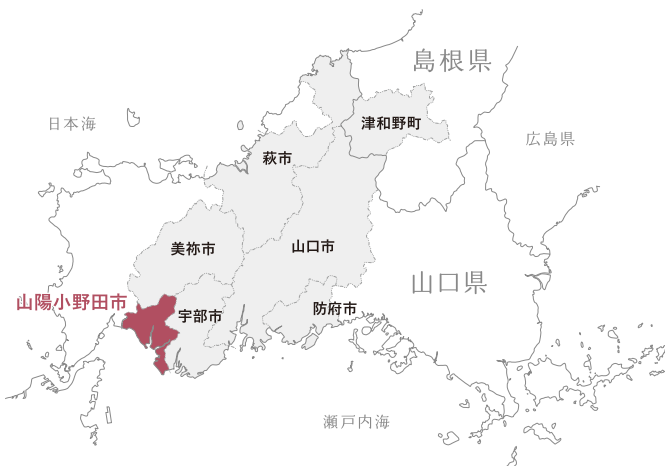 島根県
津和野町
日本海
広島県
萩市
美祢市
山口市
山口県
山陽小野田市
宇部市
防府市
瀬戸内海